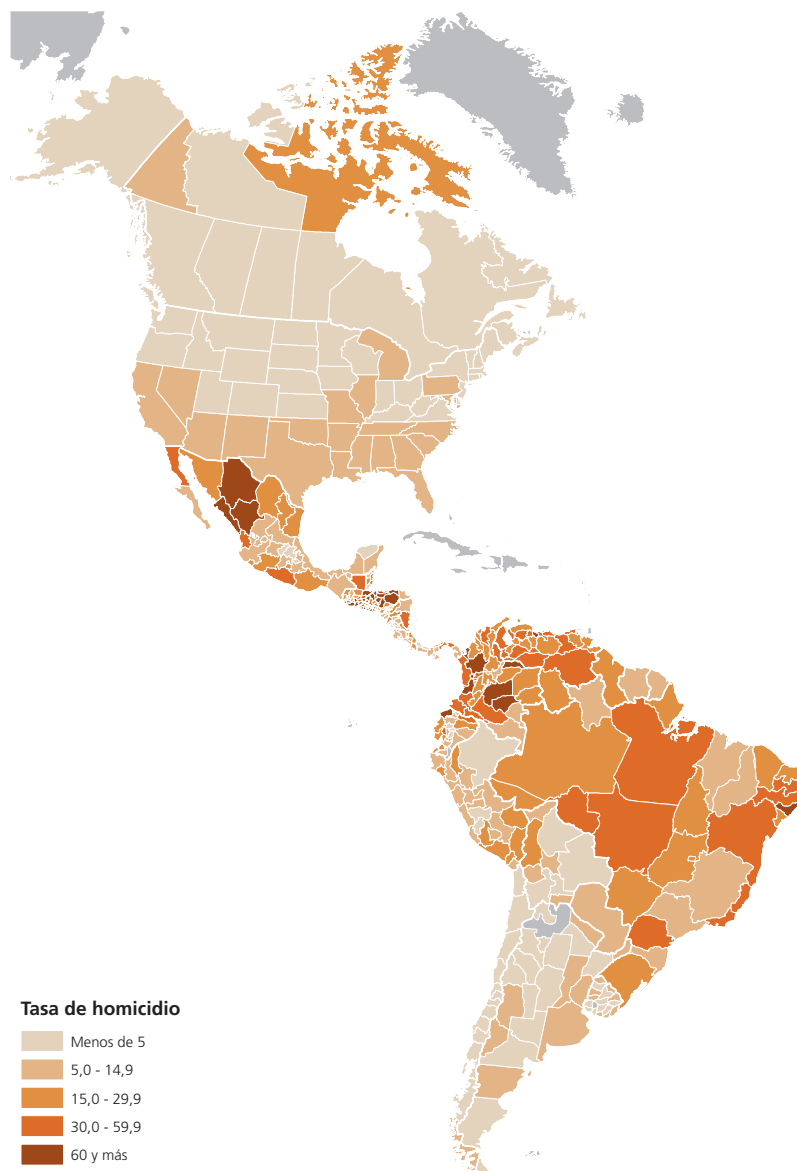 Tasa de homicidio
Menos de 5
5,0 - 14,9
15,0 - 29,9
30,0 - 59,9
60 y más